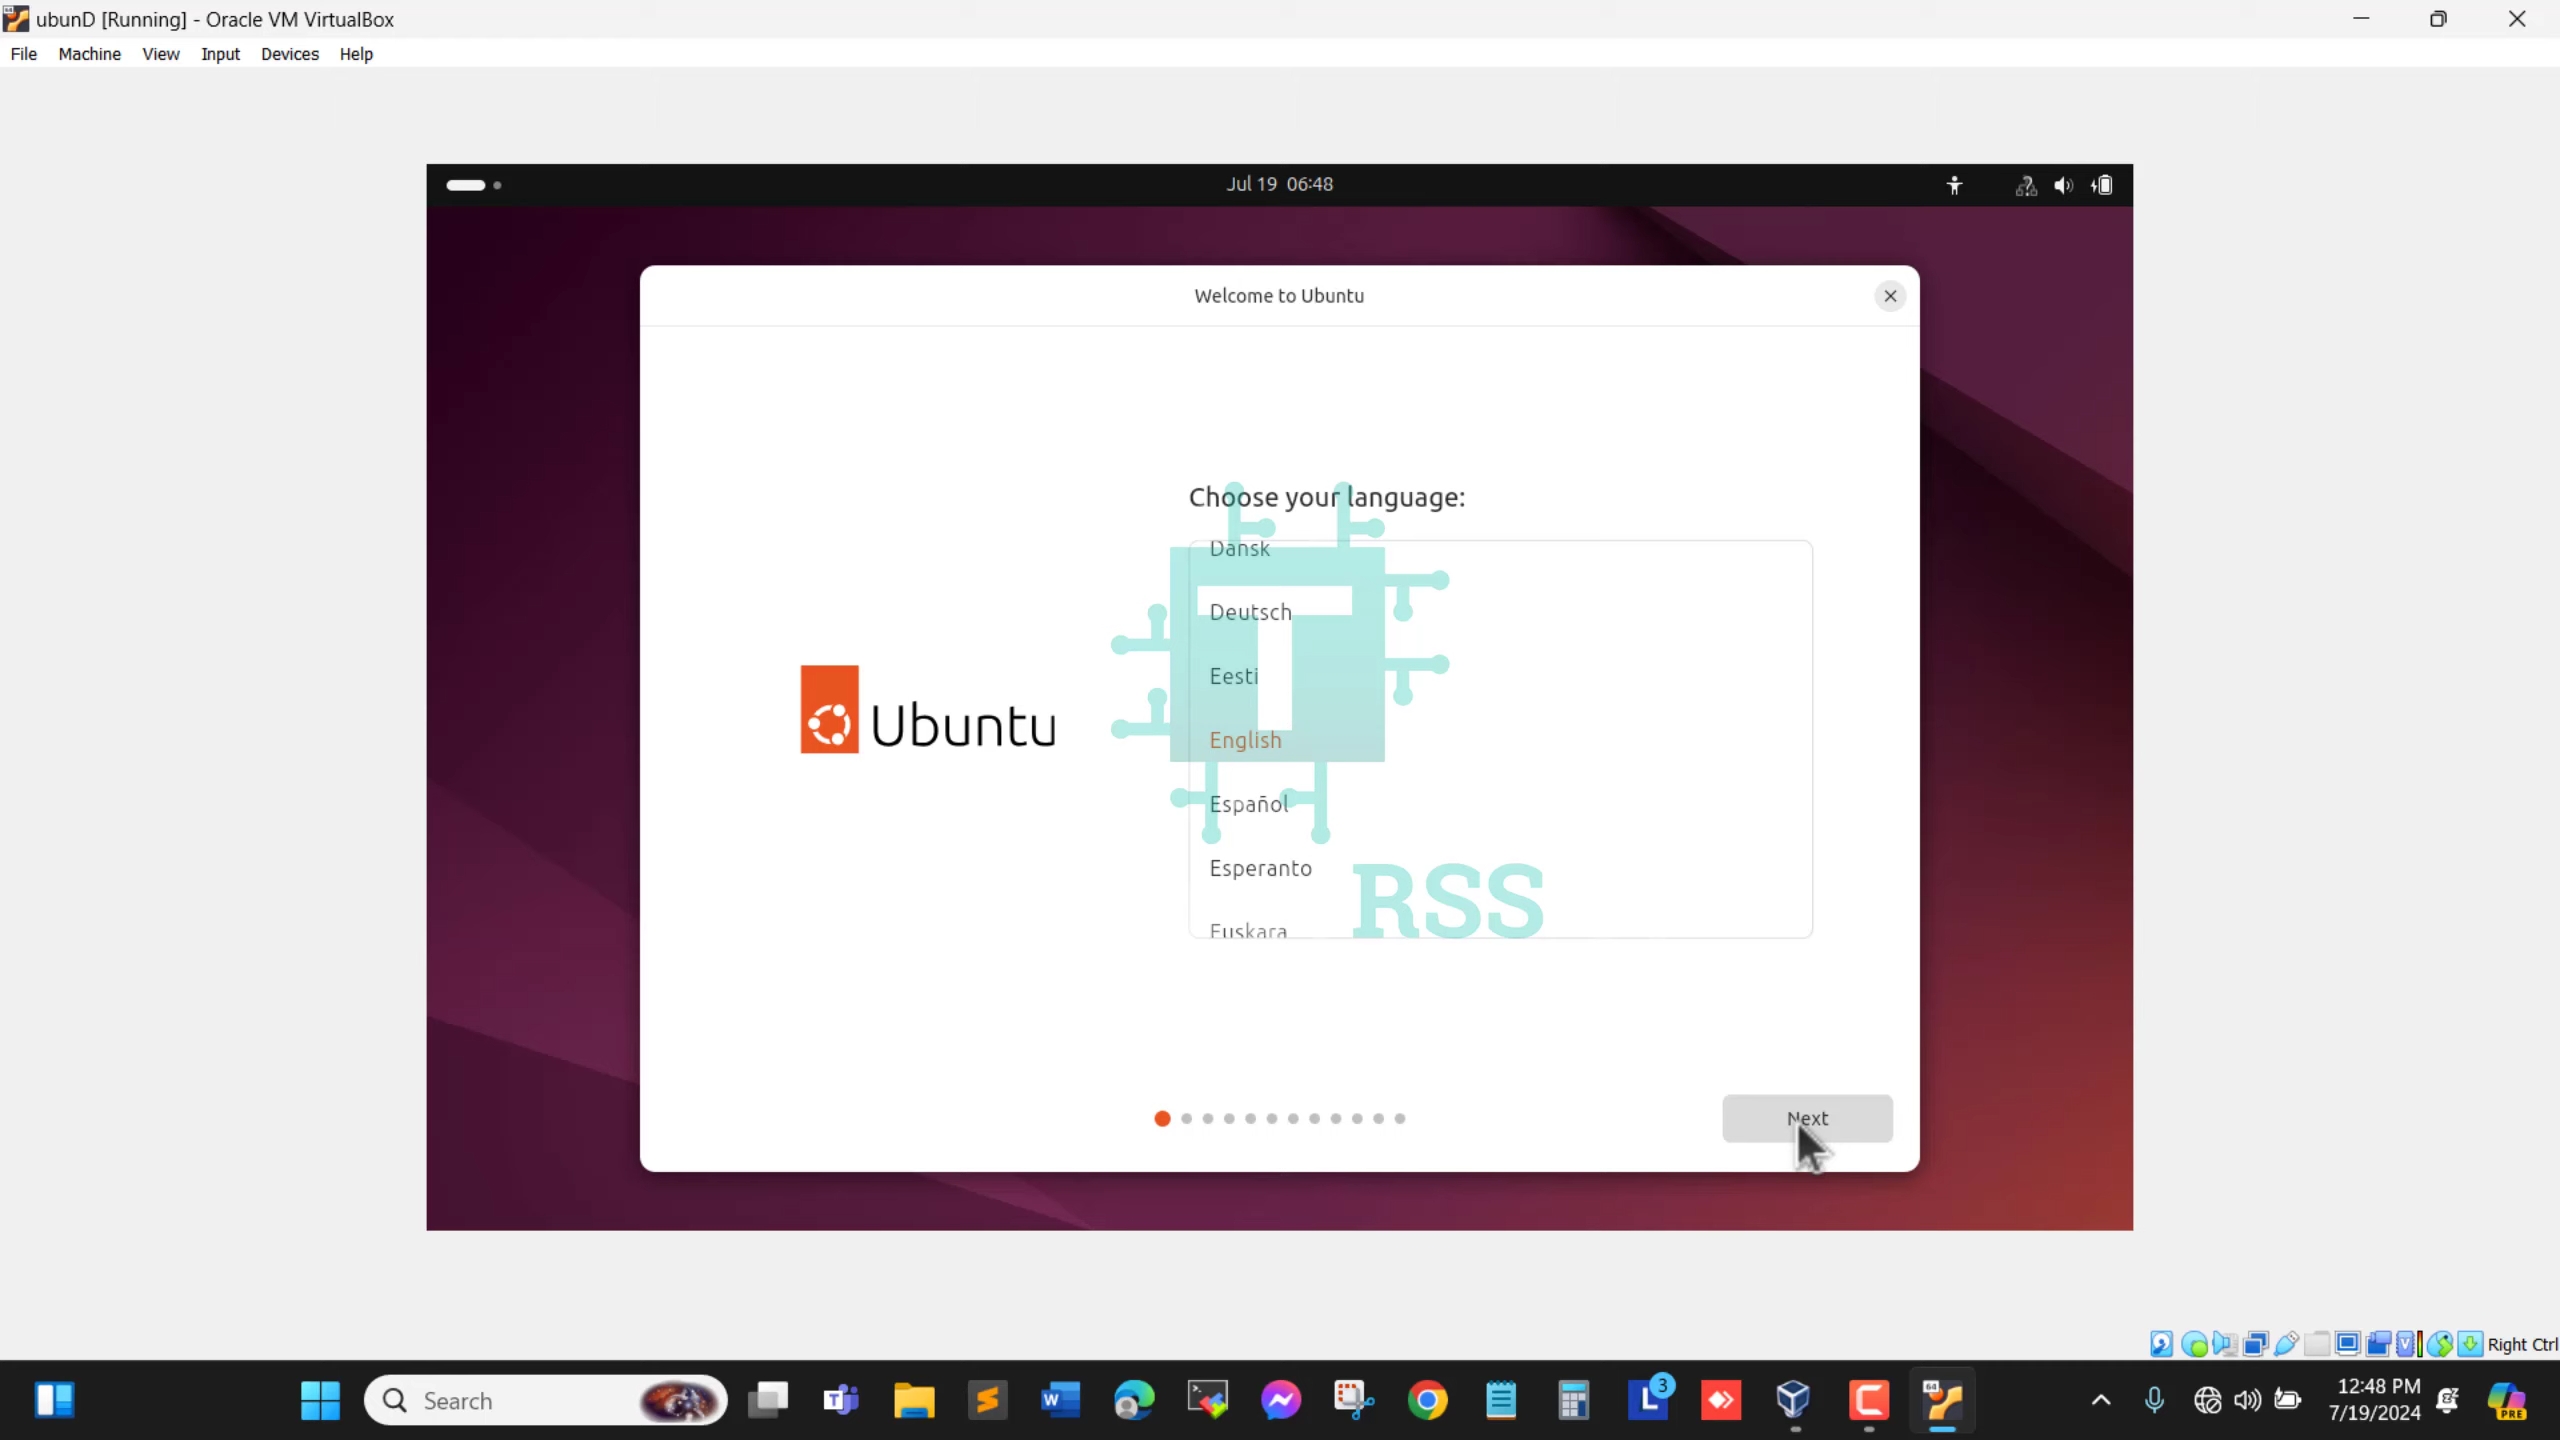 ubunD [Running] - Oracle VM VirtualBox
File Machine View Input Devices Help
Jul 19 06:48
Welcome to Ubuntu
Choose your language:
Dansk
Deutsch
Eesti
English
Español
Esperanto
Euskara
Ubuntu
RSS
Next
Right Ctrl
Search
3
12:48 PM
7/19/2024
PRE